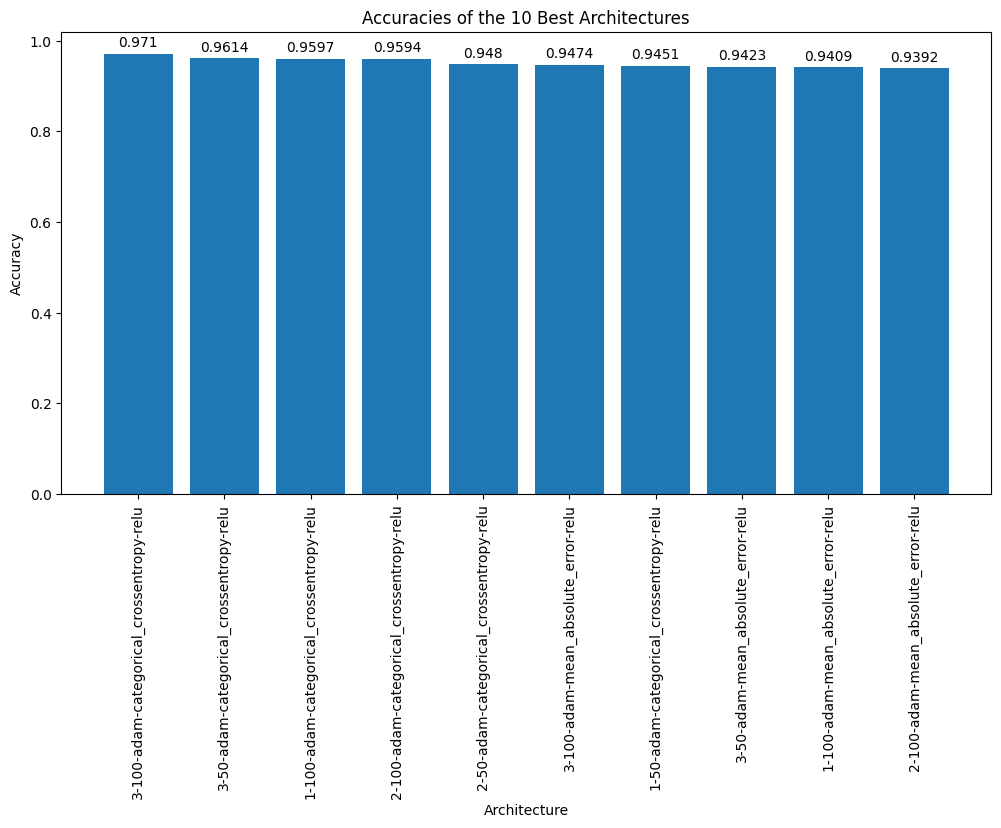 Accuracies of the 10 Best Architectures
0.971
0.9614
0.9597
0.9594
0.948
0.9474
0.9451
0.9423
0.9409
0.9392
1.0
0.8
0.6
0.4
0.2
0.0
Accuracy
3-100-adam-categorical_crossentropy-relu
3-50-adam-categorical_crossentropy-relu
1-100-adam-categorical_crossentropy-relu
2-100-adam-categorical_crossentropy-relu
2-50-adam-categorical_crossentropy-relu
3-100-adam-mean_absolute_error-relu
1-50-adam-categorical_crossentropy-relu
3-50-adam-mean_absolute_error-relu
1-100-adam-mean_absolute_error-relu
2-100-adam-mean_absolute_error-relu
Architecture